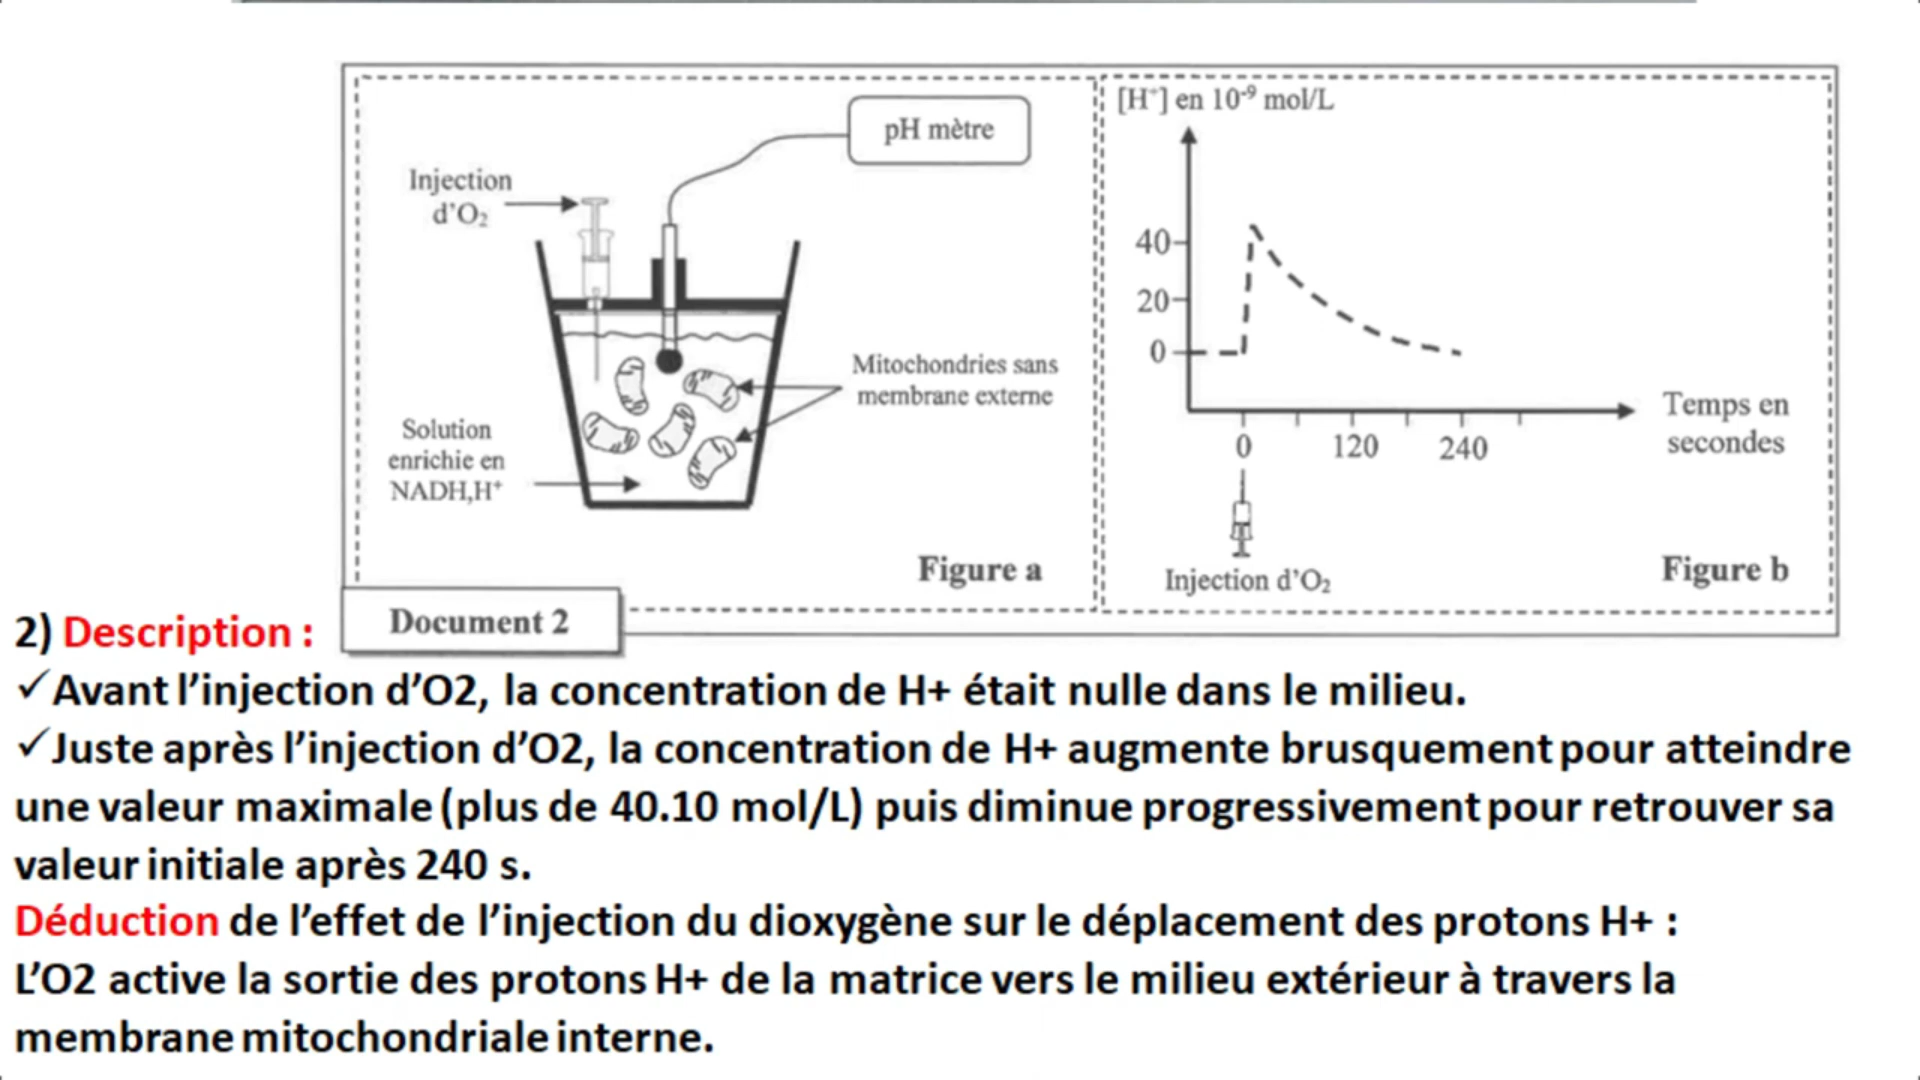 pH mètre
Injection
d'O₂
Mitochondries sans
membrane externe
Solution
enrichie en
NADH,H⁺
Figure a
[H⁺] en 10⁻⁹ mol/L
40
20
0
0 120 240
Temps en
secondes
Injection d'O₂
Figure b
Document 2
2) Description :
✓Avant l'injection d'O2, la concentration de H+ était nulle dans le milieu.
✓Juste après l'injection d'O2, la concentration de H+ augmente brusquement pour atteindre
une valeur maximale (plus de 40.10 mol/L) puis diminue progressivement pour retrouver sa
valeur initiale après 240 s.
Déduction de l'effet de l'injection du dioxygène sur le déplacement des protons H+ :
L'O2 active la sortie des protons H+ de la matrice vers le milieu extérieur à travers la
membrane mitochondriale interne.